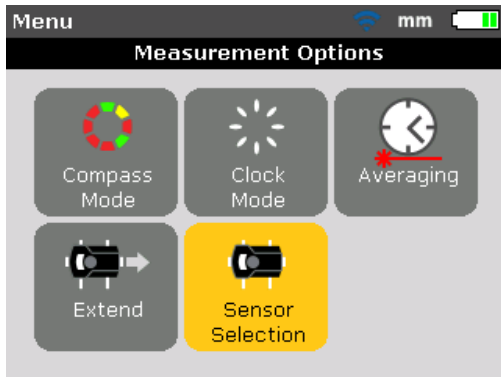 Menu
mm
Measurement Options
Compass
Mode
Clock
Mode
Averaging
Extend
Sensor
Selection